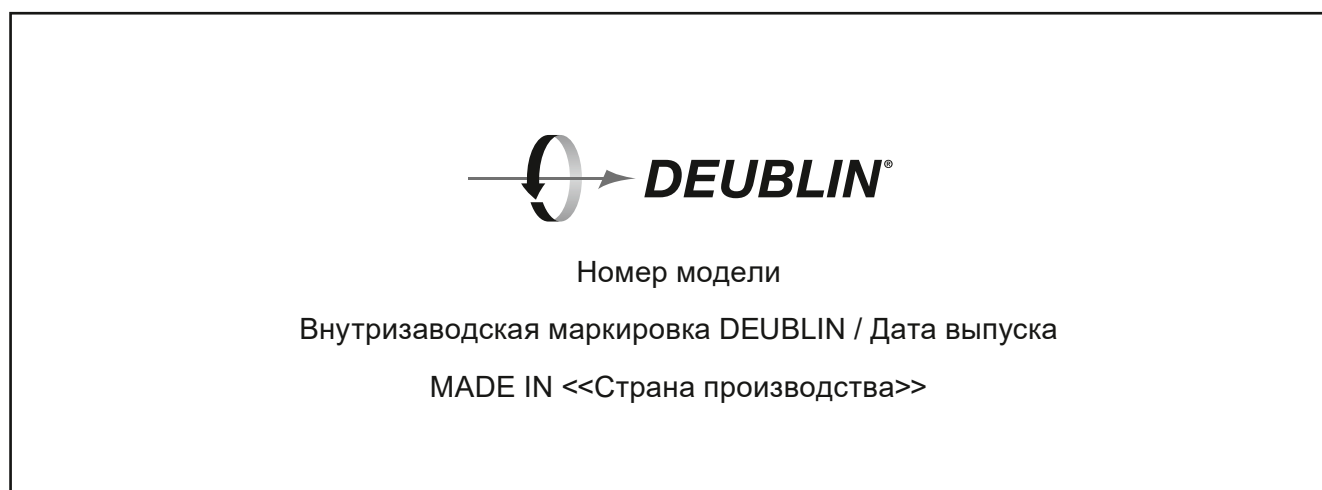 DEUBLIN®
Номер модели
Внутризаводская маркировка DEUBLIN / Дата выпуска
MADE IN <<Страна производства>>